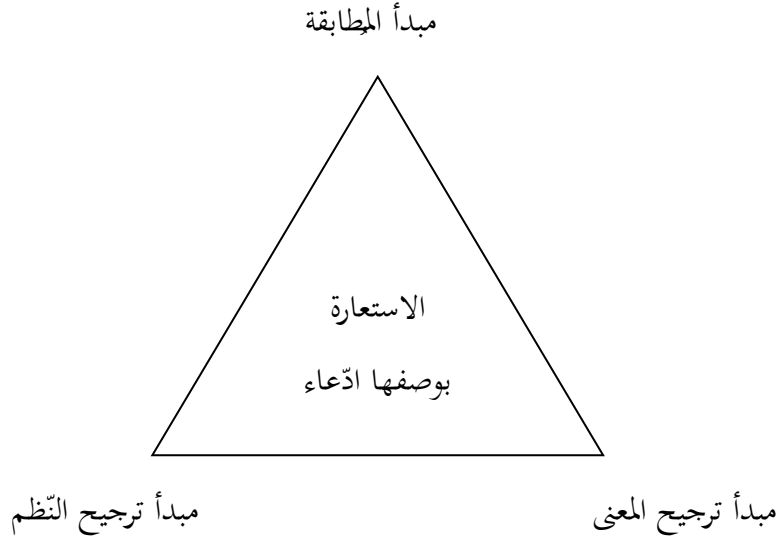 مبدأ المطابقة
الاستعارة
بوصفها ادّعاء
مبدأ ترجيح المعنى
مبدأ ترجيح النّظم